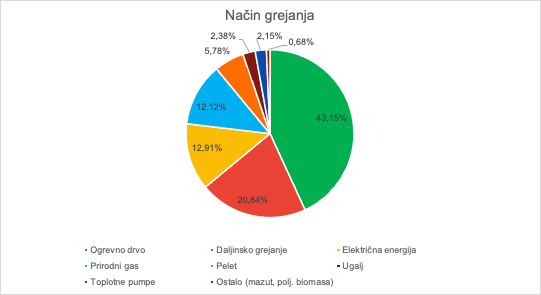 Način grejanja
2,38% 2,15% 0,68%
5,78%
12,12% 43,15%
12,91%
20,84%
Ogrevno drvo Daljinsko grejanje Električna energija
Prirodni gas Pelet Ugalj
Toplotne pumpe Ostalo (mazut, polj. biomasa)